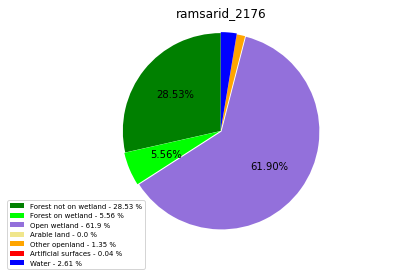 ramsarid_2176
28.53%
5.56%
61.90%
Forest not on wetland - 28.53 %
Forest on wetland - 5.56 %
Open wetland - 61.9 %
Arable land - 0.0 %
Other openland - 1.35 %
Artificial surfaces - 0.04 %
Water - 2.61 %